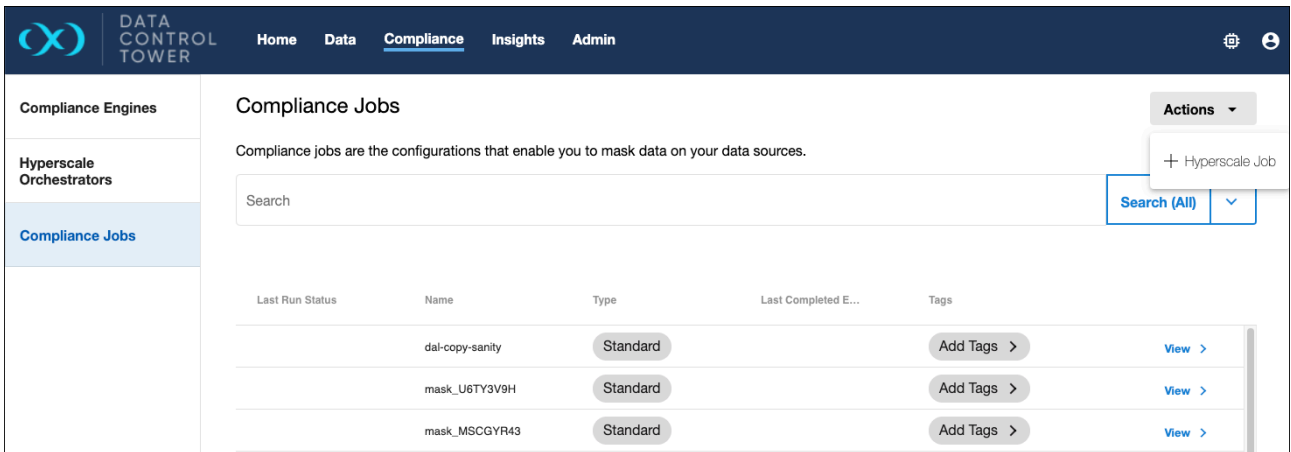 DATA
CONTROL
TOWER
Home Data Compliance Insights Admin
Compliance Engines
Hyperscale
Orchestrators
Compliance Jobs
Compliance Jobs
Actions
+ Hyperscale Job
Compliance jobs are the configurations that enable you to mask data on your data sources.
Search
Search (All)
Last Run Status Name Type Last Completed E... Tags
dal-copy-sanity Standard Add Tags View
mask_U6TY3V9H Standard Add Tags View
mask_MSCGYR43 Standard Add Tags View